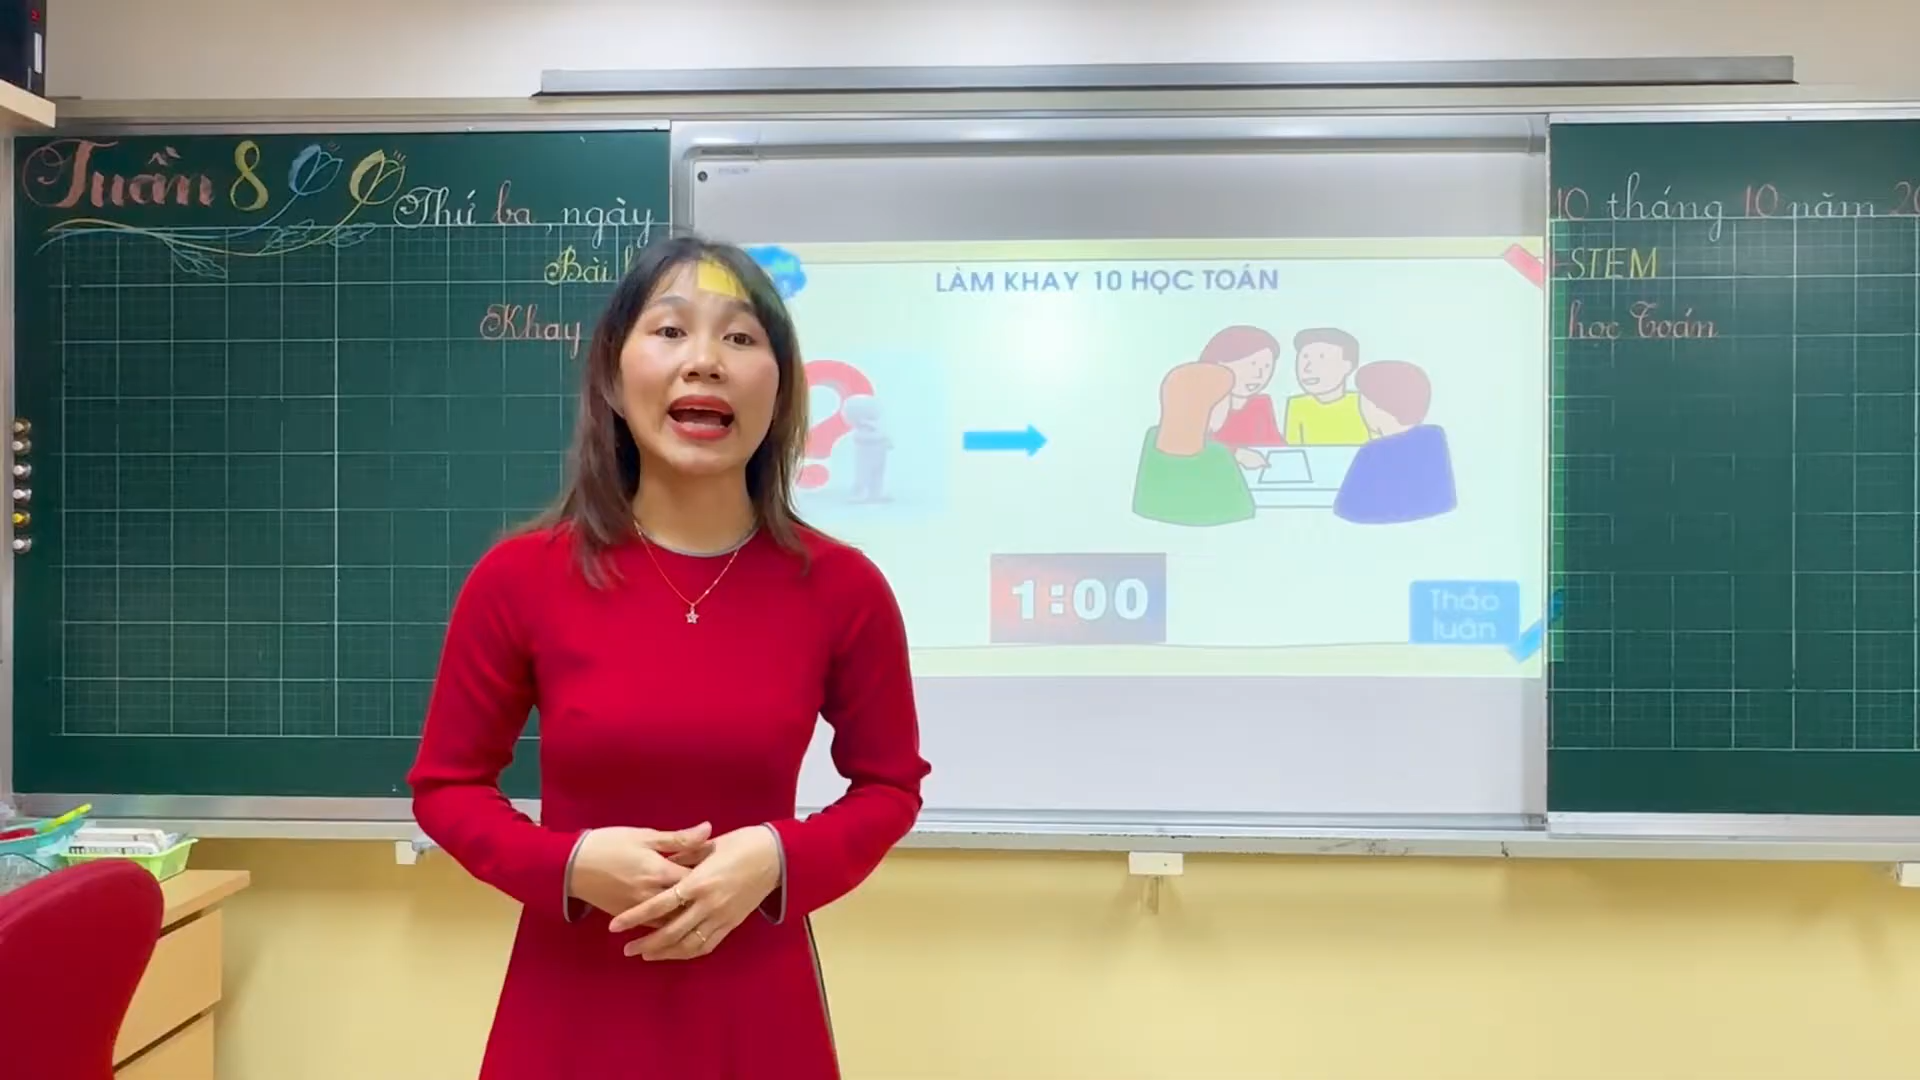 Tuần 8
Thứ ba, ngày 10 tháng 10 năm 20
Bài STEM
Khay học Toán
LÀM KHAY 10 HỌC TOÁN
1:00
Thảo
luận